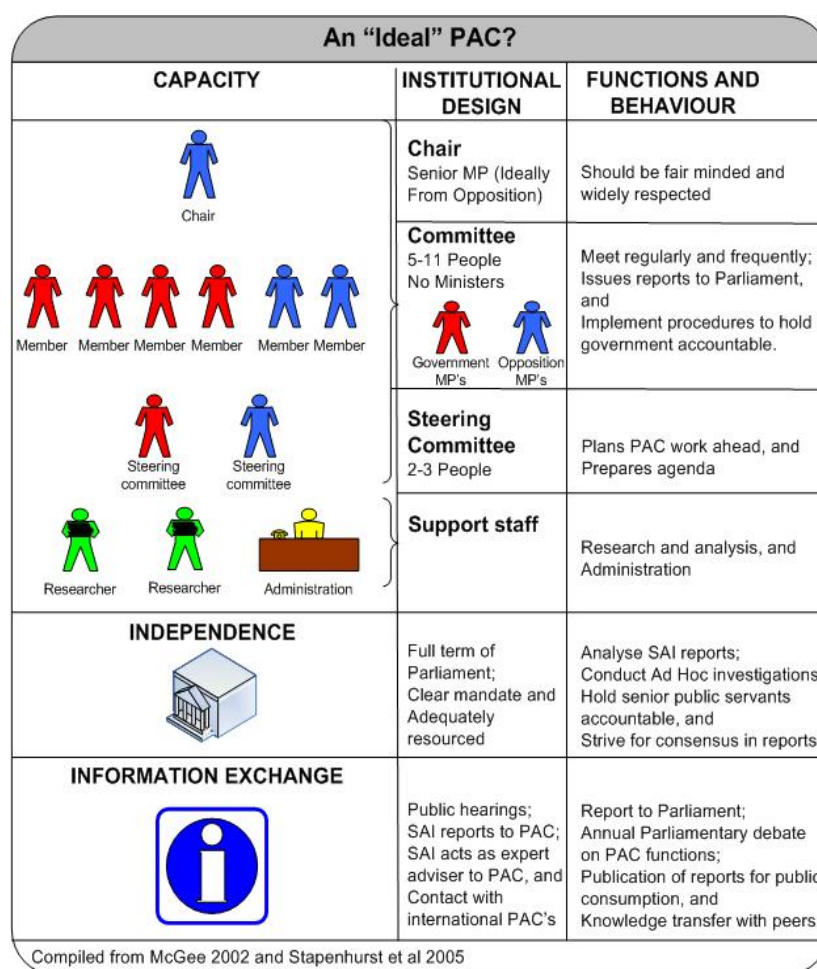 An “Ideal” PAC?
CAPACITY
INSTITUTIONAL
DESIGN
FUNCTIONS AND
BEHAVIOUR
Chair
Chair
Senior MP (Ideally
From Opposition)
Should be fair minded and
widely respected
Member Member Member Member Member Member
Committee
5-11 People
No Ministers
Government
MP's
Opposition
MP's
Meet regularly and frequently;
Issues reports to Parliament,
and
Implement procedures to hold
government accountable.
Steering
committee
Steering
committee
Steering
Committee
2-3 People
Plans PAC work ahead, and
Prepares agenda
Researcher Researcher Administration
Support staff
Research and analysis, and
Administration
INDEPENDENCE
Full term of
Parliament;
Clear mandate and
Adequately
resourced
Analyse SAI reports;
Conduct Ad Hoc investigations
Hold senior public servants
accountable, and
Strive for consensus in reports
INFORMATION EXCHANGE
i
Public hearings;
SAI reports to PAC;
SAI acts as expert
adviser to PAC, and
Contact with
international PAC's
Report to Parliament;
Annual Parliamentary debate
on PAC functions;
Publication of reports for public
consumption, and
Knowledge transfer with peers
Compiled from McGee 2002 and Stapenhurst et al 2005